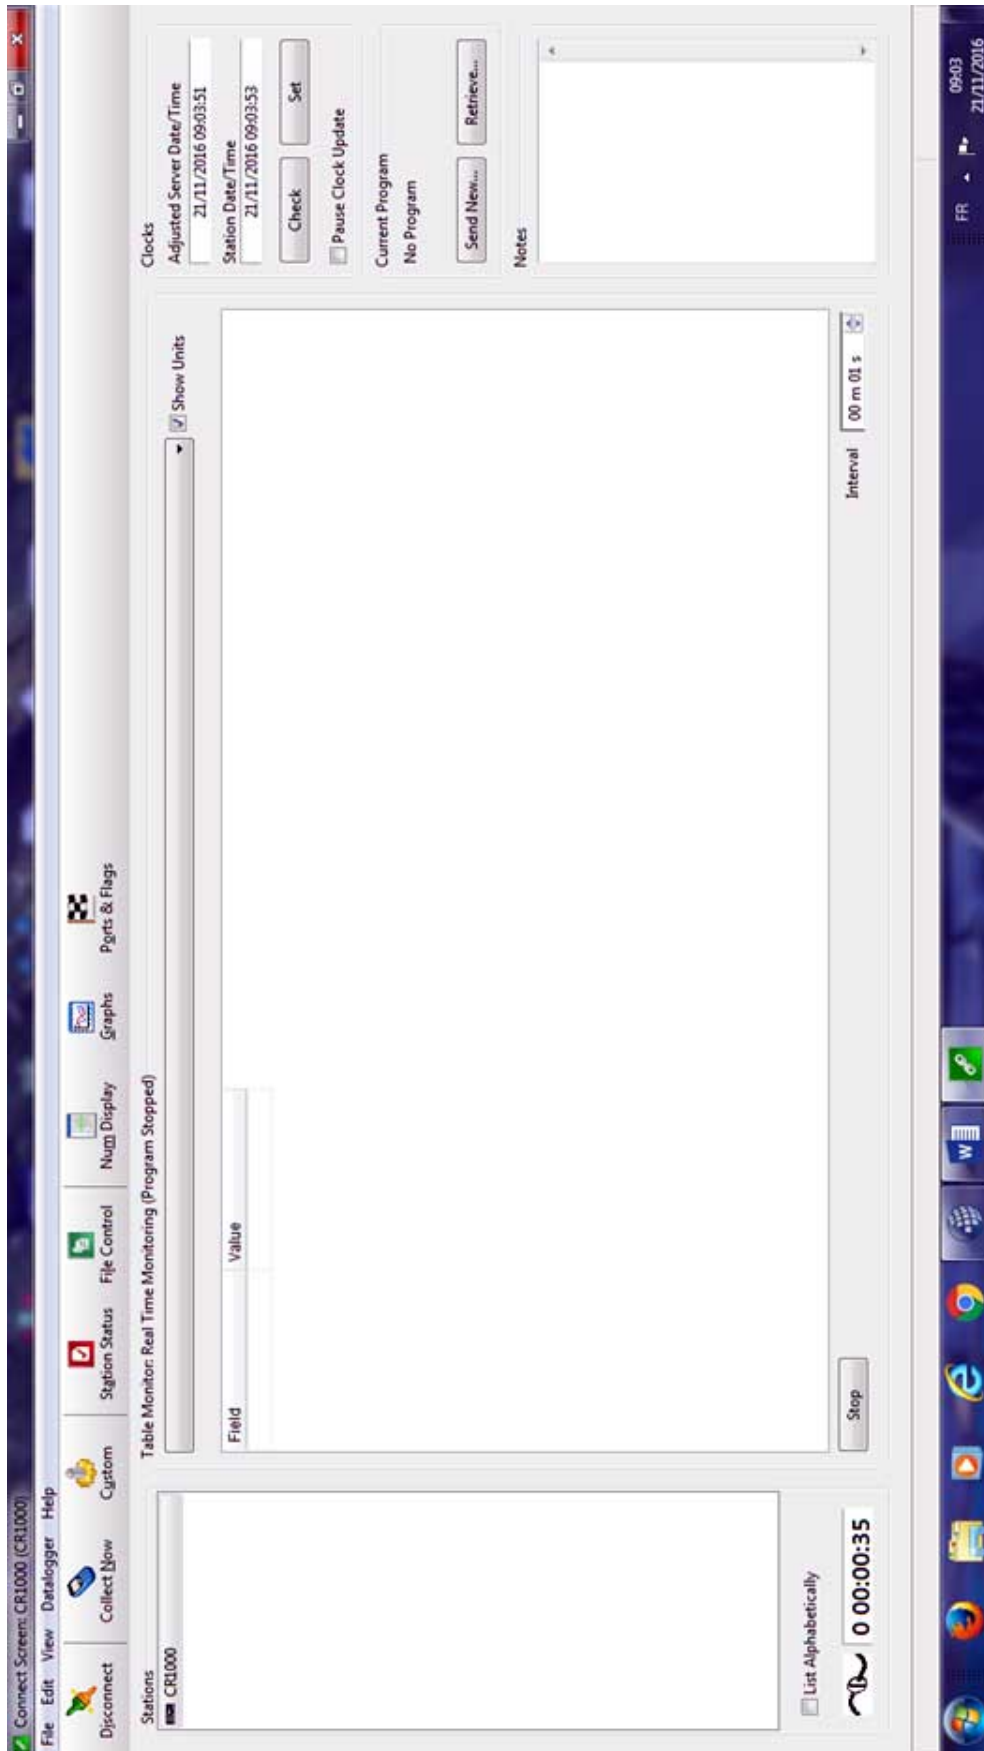 Connect Screen: CR1000 (CR1000)
File Edit View Datalogger Help
Disconnect Collect Now Custom Station Status File Control Num Display Graphs Ports & Flags
Stations
CR1000
List Alphabetically
0 00:00:35
Table Monitor: Real Time Monitoring (Program Stopped)
Show Units
Field Value
Stop
Interval 00 m 01 s
Clocks
Adjusted Server Date/Time
21/11/2016 09:03:51
Station Date/Time
21/11/2016 09:03:53
Check Set
Pause Clock Update
Current Program
No Program
Send New... Retrieve...
Notes
FR
09:03
21/11/2016